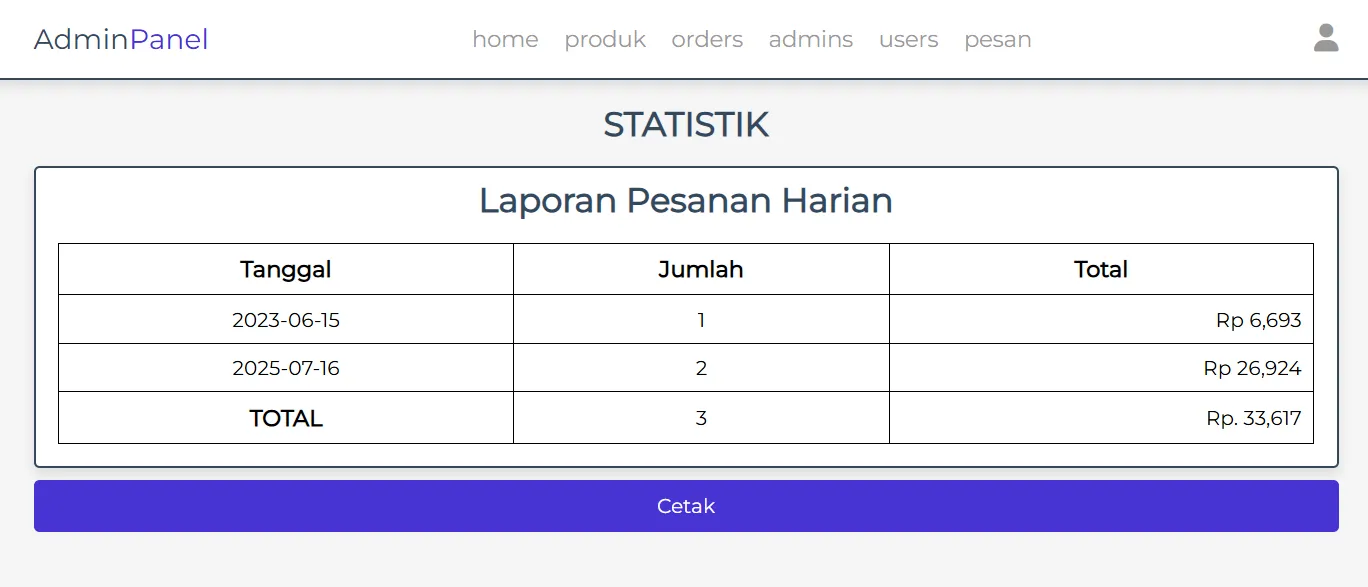 AdminPanel home produk orders admins users pesan
STATISTIK
Laporan Pesanan Harian
Tanggal Jumlah Total
2023-06-15 1 Rp 6,693
2025-07-16 2 Rp 26,924
TOTAL 3 Rp. 33,617
Cetak